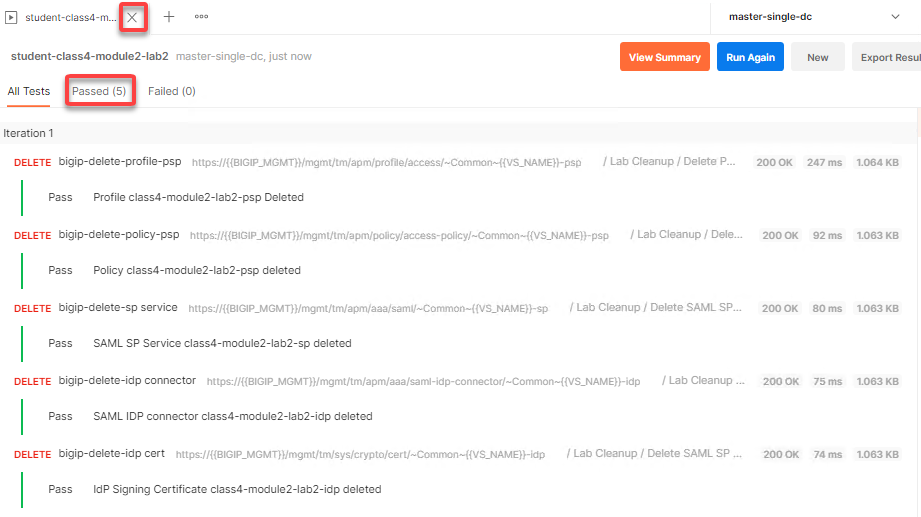 student-class4-m... master-single-dc
student-class4-module2-lab2 master-single-dc, just now View Summary Run Again New Export Resul
All Tests Passed (5) Failed (0)
Iteration 1
DELETE bigip-delete-profile-psp https://{{BIGIP_MGMT}}/mgmt/tm/apm/profile/access/~Common~{{VS_NAME}}-psp / Lab Cleanup / Delete P... 200 OK 247 ms 1.064 KB
Pass Profile class4-module2-lab2-psp Deleted
DELETE bigip-delete-policy-psp https://{{BIGIP_MGMT}}/mgmt/tm/apm/policy/access-policy/~Common~{{VS_NAME}}-psp / Lab Cleanup / Dele... 200 OK 92 ms 1.063 KB
Pass Policy class4-module2-lab2-psp deleted
DELETE bigip-delete-sp service https://{{BIGIP_MGMT}}/mgmt/tm/apm/aaa/saml/~Common~{{VS_NAME}}-sp / Lab Cleanup / Delete SAML SP... 200 OK 80 ms 1.063 KB
Pass SAML SP Service class4-module2-lab2-sp deleted
DELETE bigip-delete-idp connector https://{{BIGIP_MGMT}}/mgmt/tm/apm/aaa/saml-idp-connector/~Common~{{VS_NAME}}-idp / Lab Cleanup ... 200 OK 75 ms 1.063 KB
Pass SAML IDP connector class4-module2-lab2-idp deleted
DELETE bigip-delete-idp cert https://{{BIGIP_MGMT}}/mgmt/tm/sys/crypto/cert/~Common~{{VS_NAME}}-idp / Lab Cleanup / Delete SAML SP ... 200 OK 74 ms 1.063 KB
Pass IdP Signing Certificate class4-module2-lab2-idp deleted